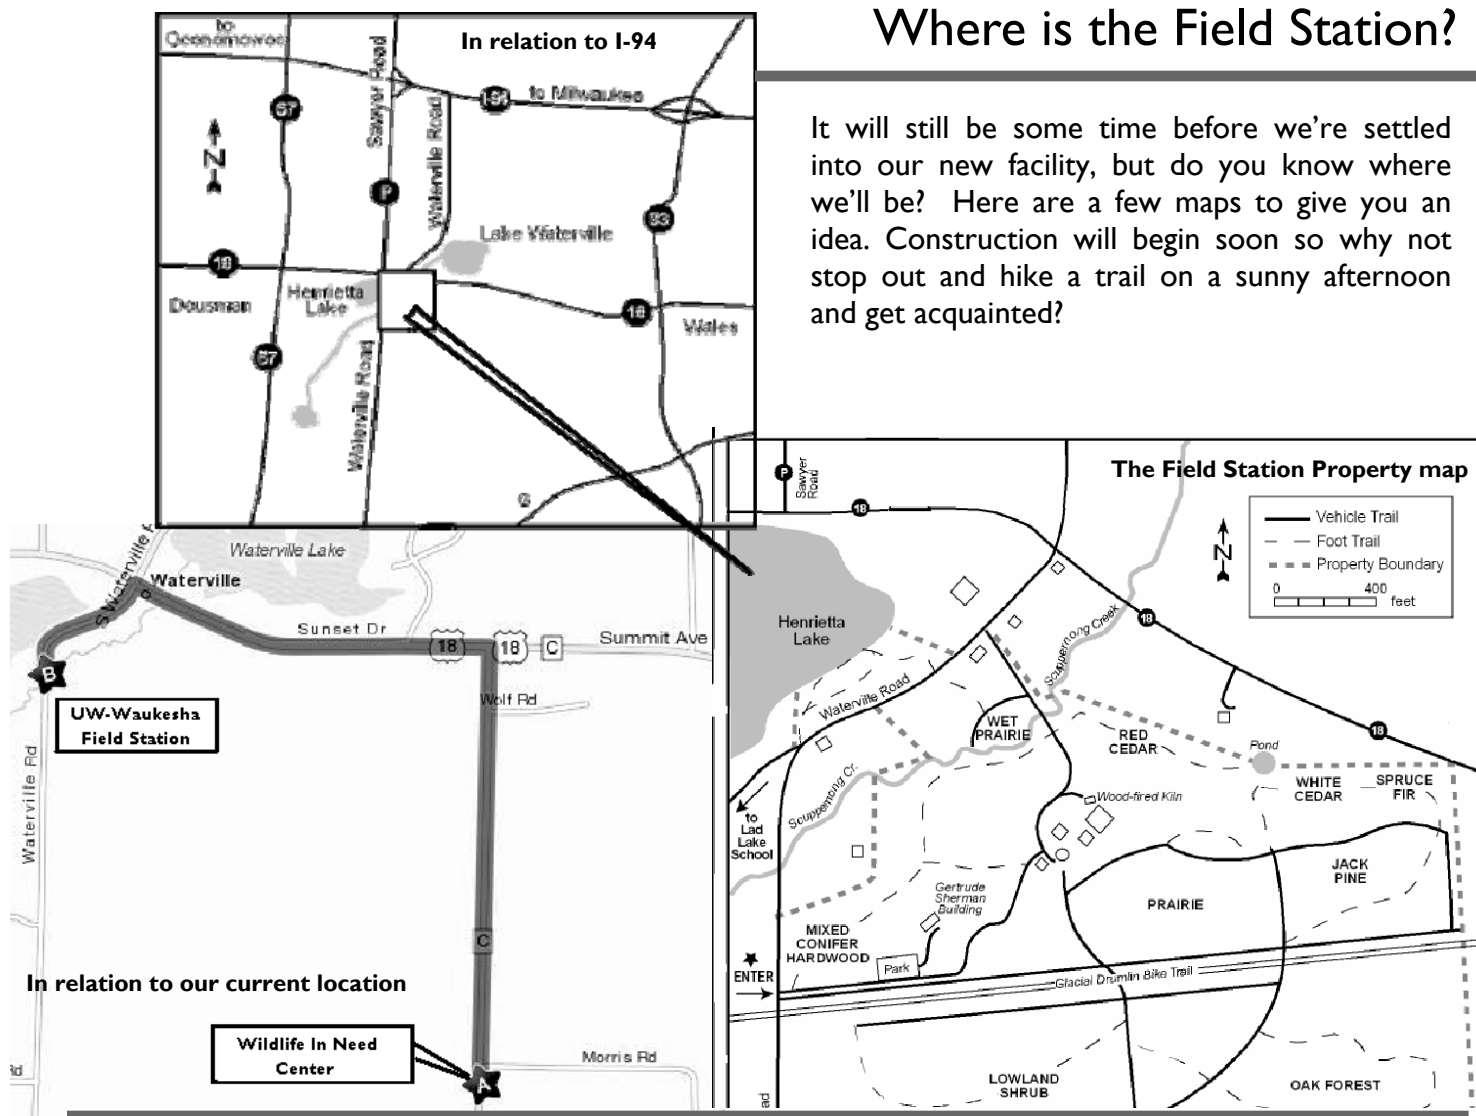 Where is the Field Station?
It will still be some time before we’re settled
into our new facility, but do you know where
we’ll be? Here are a few maps to give you an
idea. Construction will begin soon so why not
stop out and hike a trail on a sunny afternoon
and get acquainted?
In relation to I-94
to
Oconomowoc
67
Sawyer Road
P
I-94
to Milwaukee
Waterville Road
N
83
Lake Waterville
18
Dousman
Henrietta
Lake
18
Wales
67
Waterville Road
G
Waterville Lake
S Waterville
Waterville
Sunset Dr
18
18
C
Summit Ave
B
UW-Waukesha
Field Station
Wolf Rd
Waterville Rd
C
In relation to our current location
Wildlife In Need
Center
A
Morris Rd
Rd
The Field Station Property map
P
Sawyer
Road
18
N
Vehicle Trail
Foot Trail
Property Boundary
0 400
feet
Henrietta
Lake
Scuppernong Creek
18
Waterville Road
WET
PRAIRIE
RED
CEDAR
Pond
18
WHITE
CEDAR
SPRUCE
FIR
Scuppernong Cr.
Wood-fired Kiln
to
Lad
Lake
School
JACK
PINE
Gertrude
Sherman
Building
PRAIRIE
MIXED
CONIFER
HARDWOOD
Park
ENTER
Glacial Drumlin Bike Trail
LOWLAND
SHRUB
OAK FOREST
ad